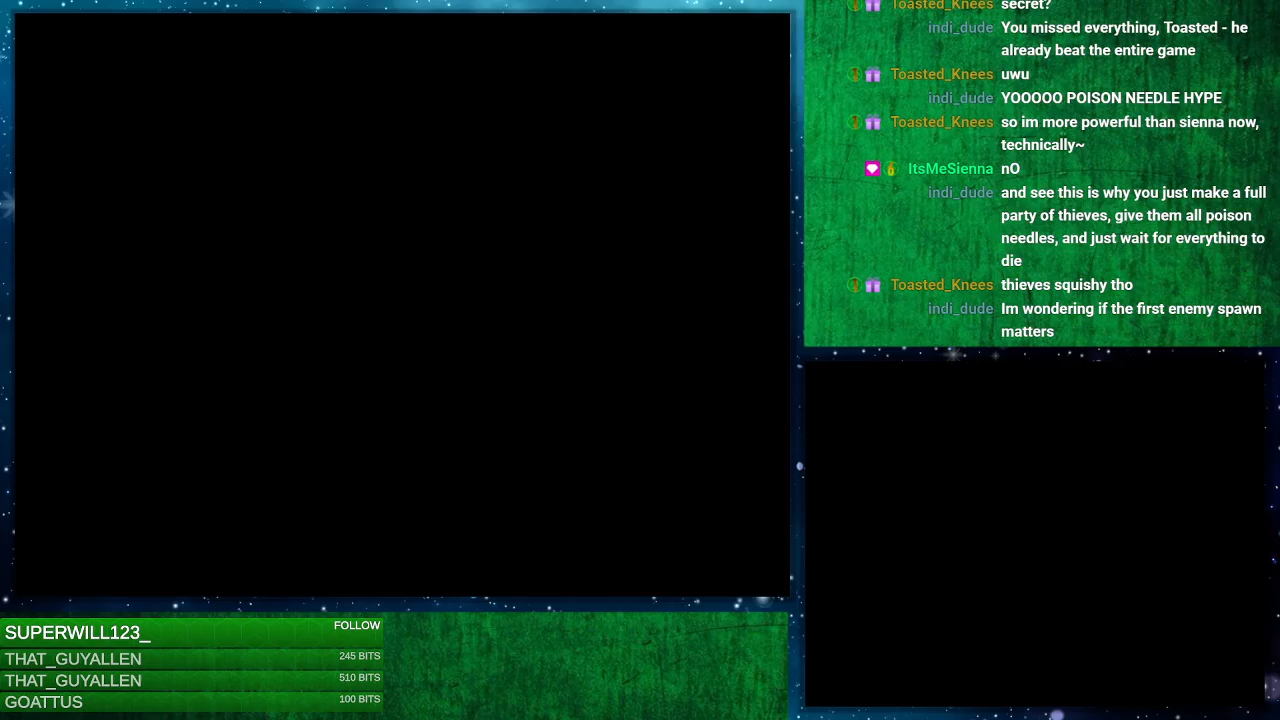 Toasted_Knees secret?
indi_dude You missed everything, Toasted - he
already beat the entire game
Toasted_Knees uwu
indi_dude YOOOOO POISON NEEDLE HYPE
Toasted_Knees so im more powerful than sienna now,
technically~
ItsMeSienna nO
indi_dude and see this is why you just make a full
party of thieves, give them all poison
needles, and just wait for everything to
die
Toasted_Knees thieves squishy tho
indi_dude Im wondering if the first enemy spawn
matters
SUPERWILL123_ FOLLOW
THAT_GUYALLEN 245 BITS
THAT_GUYALLEN 510 BITS
GOATTUS 100 BITS